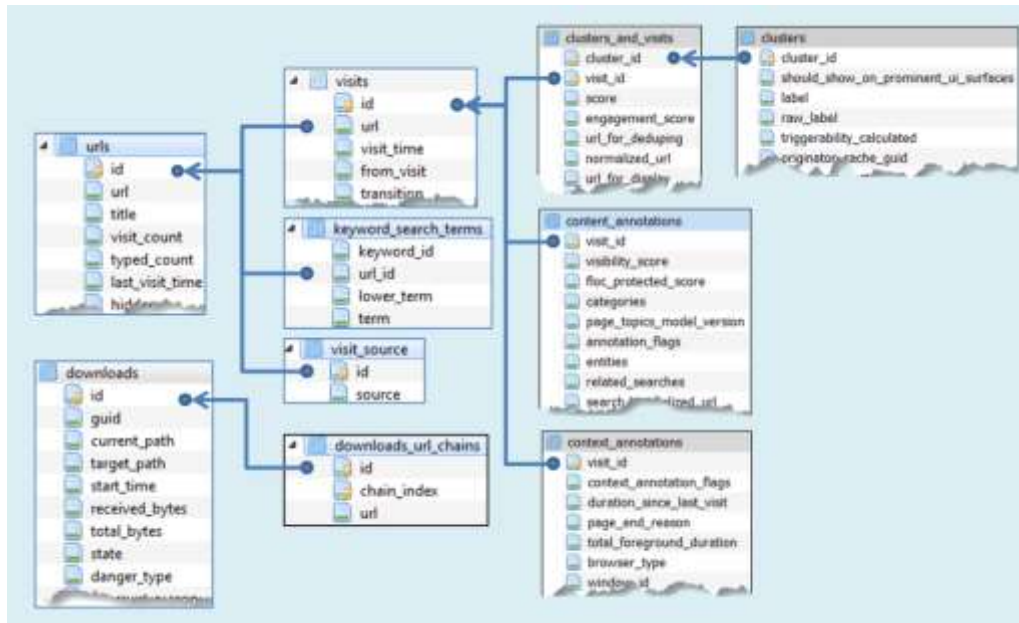 urls
id
url
title
visit_count
typed_count
last_visit_time
downloads
id
guid
current_path
target_path
start_time
received_bytes
total_bytes
state
danger_type
visits
id
url
visit_time
from_visit
transition
keyword_search_terms
keyword_id
url_id
lower_term
term
visit_source
id
source
downloads_url_chains
id
chain_index
url
clusters_and_visits
cluster_id
visit_id
score
engagement_score
url_for_deduping
normalized_url
url_for_display
content_annotations
visit_id
visibility_score
floc_protected_score
categories
page_topics_model_version
annotation_flags
entities
related_searches
context_annotations
visit_id
context_annotation_flags
duration_since_last_visit
page_end_reason
total_foreground_duration
browser_type
window_id
clusters
cluster_id
should_show_on_prominent_ui_surfaces
label
raw_label
triggerability_calculated
originator_cache_guid